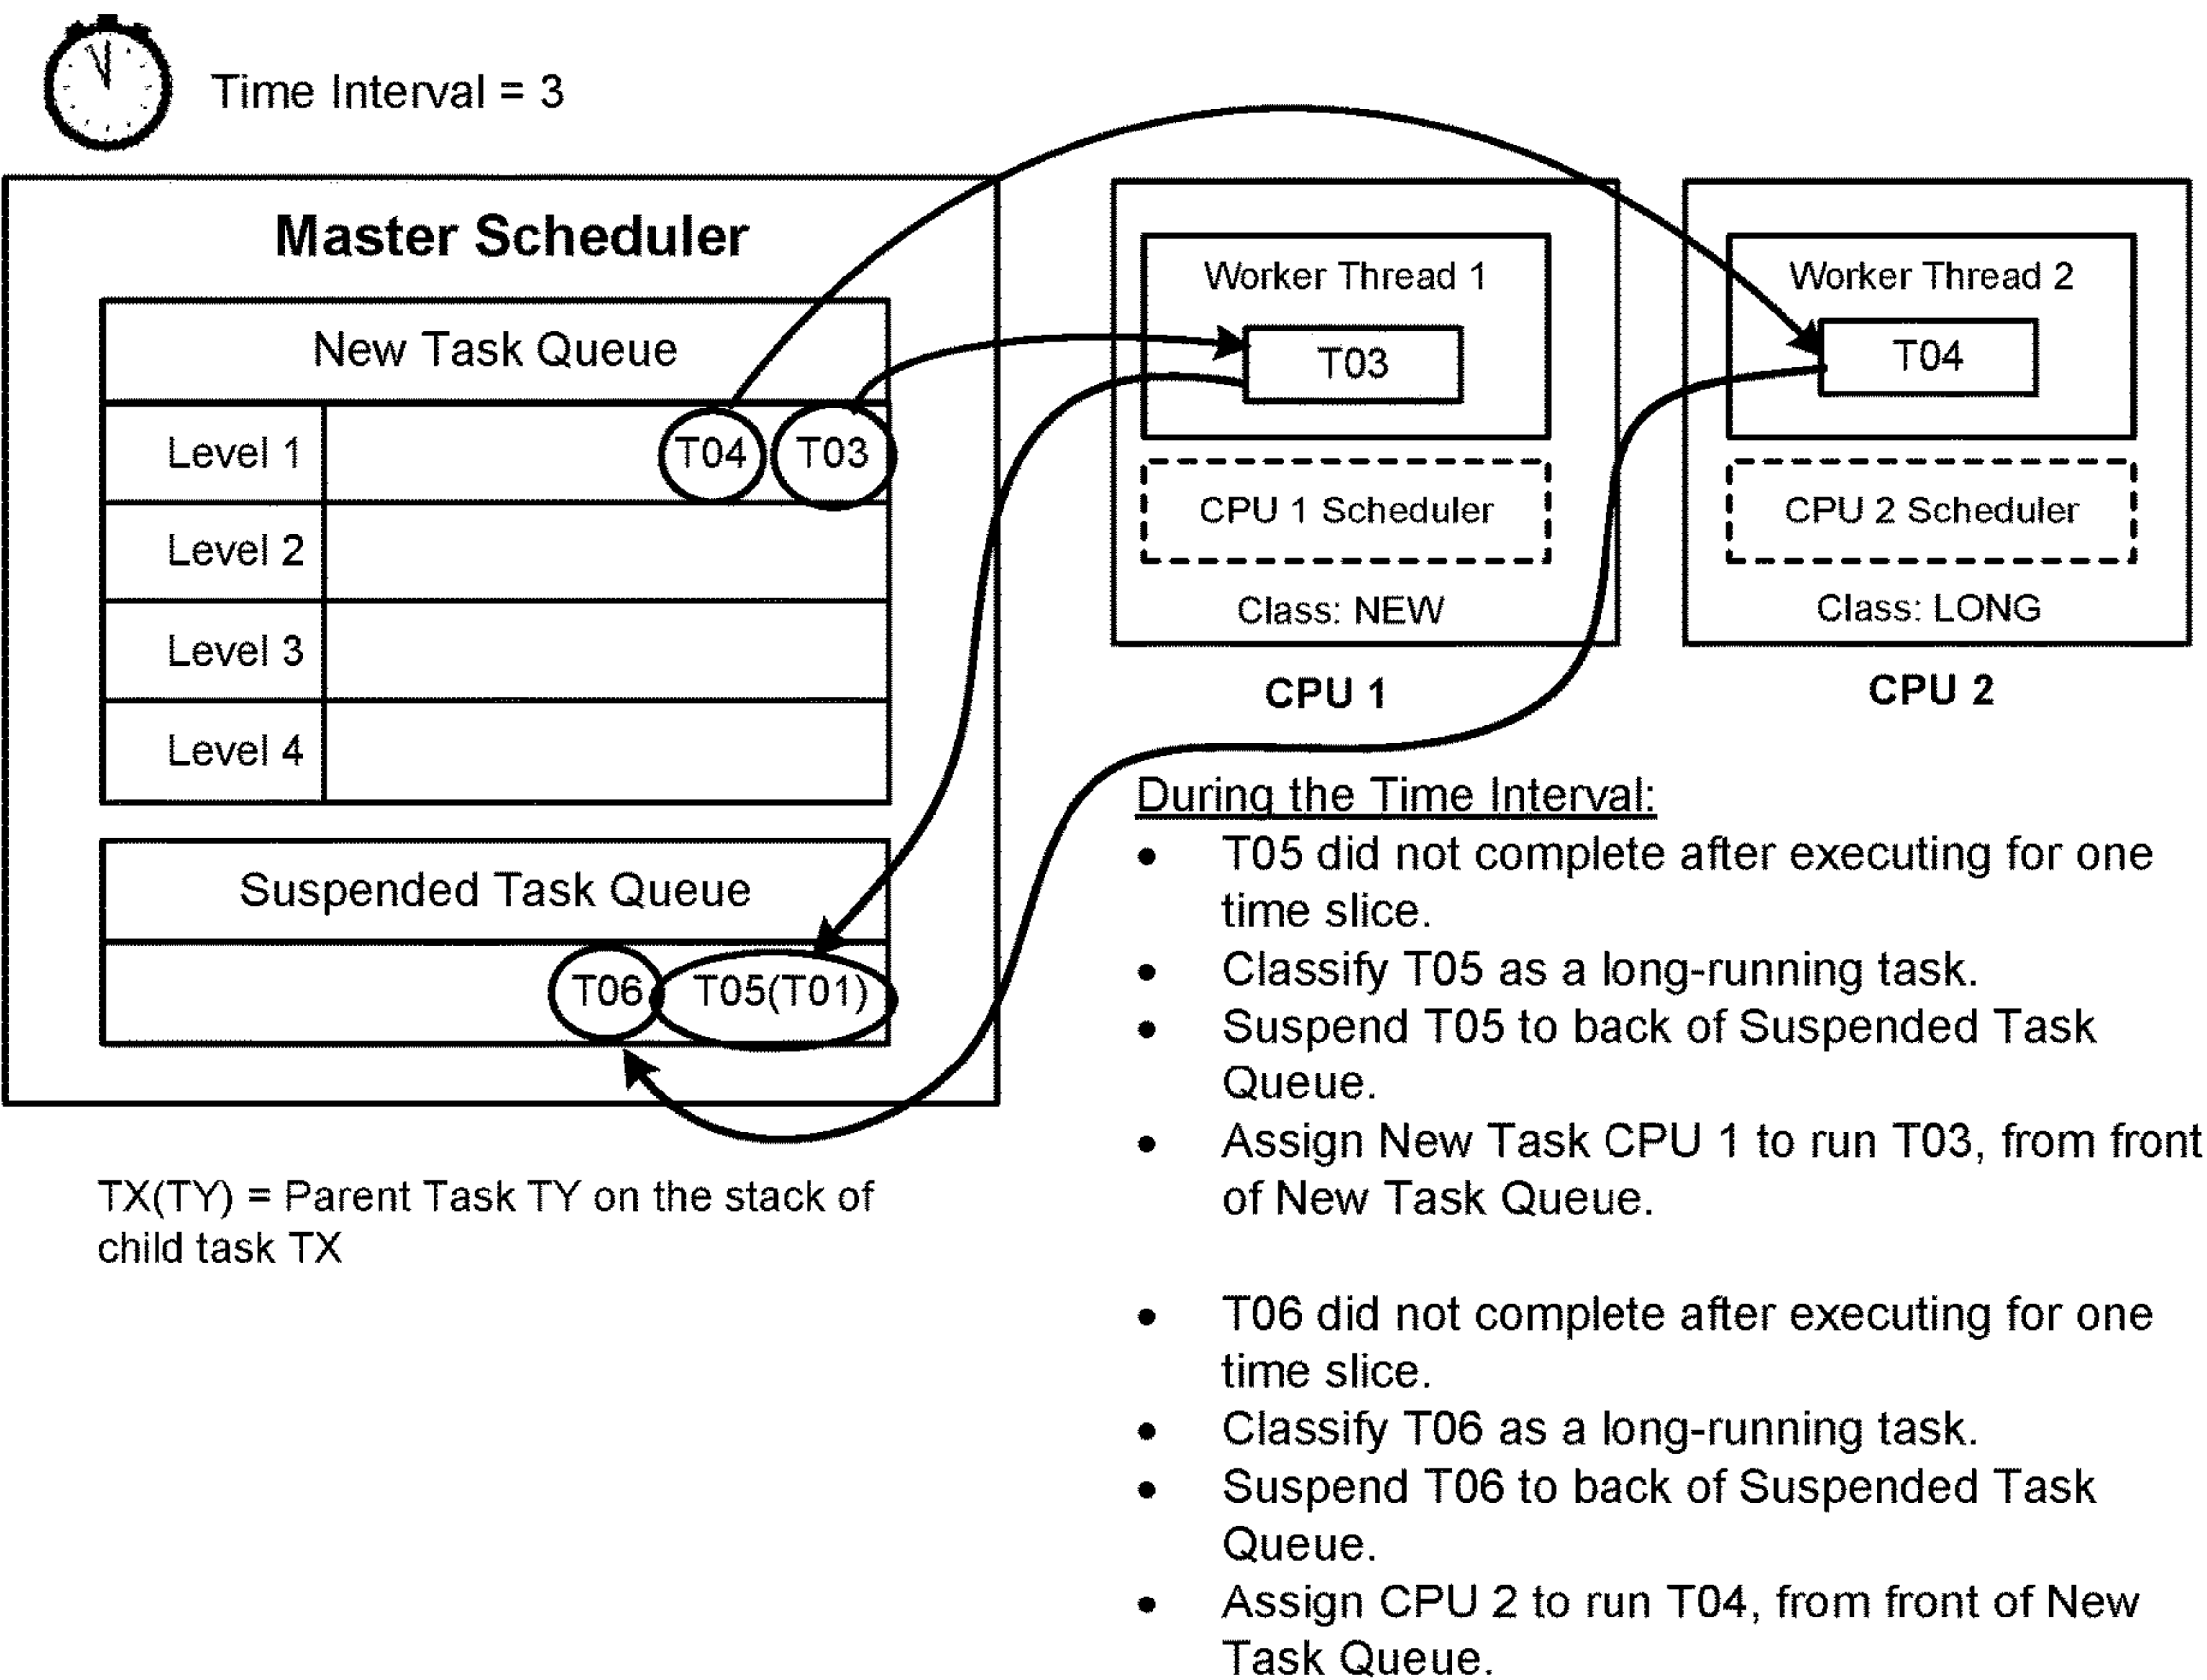 Time Interval = 3
Master Scheduler
New Task Queue
Level 1
T04
T03
Level 2
Level 3
Level 4
Suspended Task Queue
T06
T05(T01)
TX(TY) = Parent Task TY on the stack of
child task TX
Worker Thread 1
T03
CPU 1 Scheduler
Class: NEW
CPU 1
Worker Thread 2
T04
CPU 2 Scheduler
Class: LONG
CPU 2
During the Time Interval:
• T05 did not complete after executing for one
time slice.
• Classify T05 as a long-running task.
• Suspend T05 to back of Suspended Task
Queue.
• Assign New Task CPU 1 to run T03, from front
of New Task Queue.
• T06 did not complete after executing for one
time slice.
• Classify T06 as a long-running task.
• Suspend T06 to back of Suspended Task
Queue.
• Assign CPU 2 to run T04, from front of New
Task Queue.